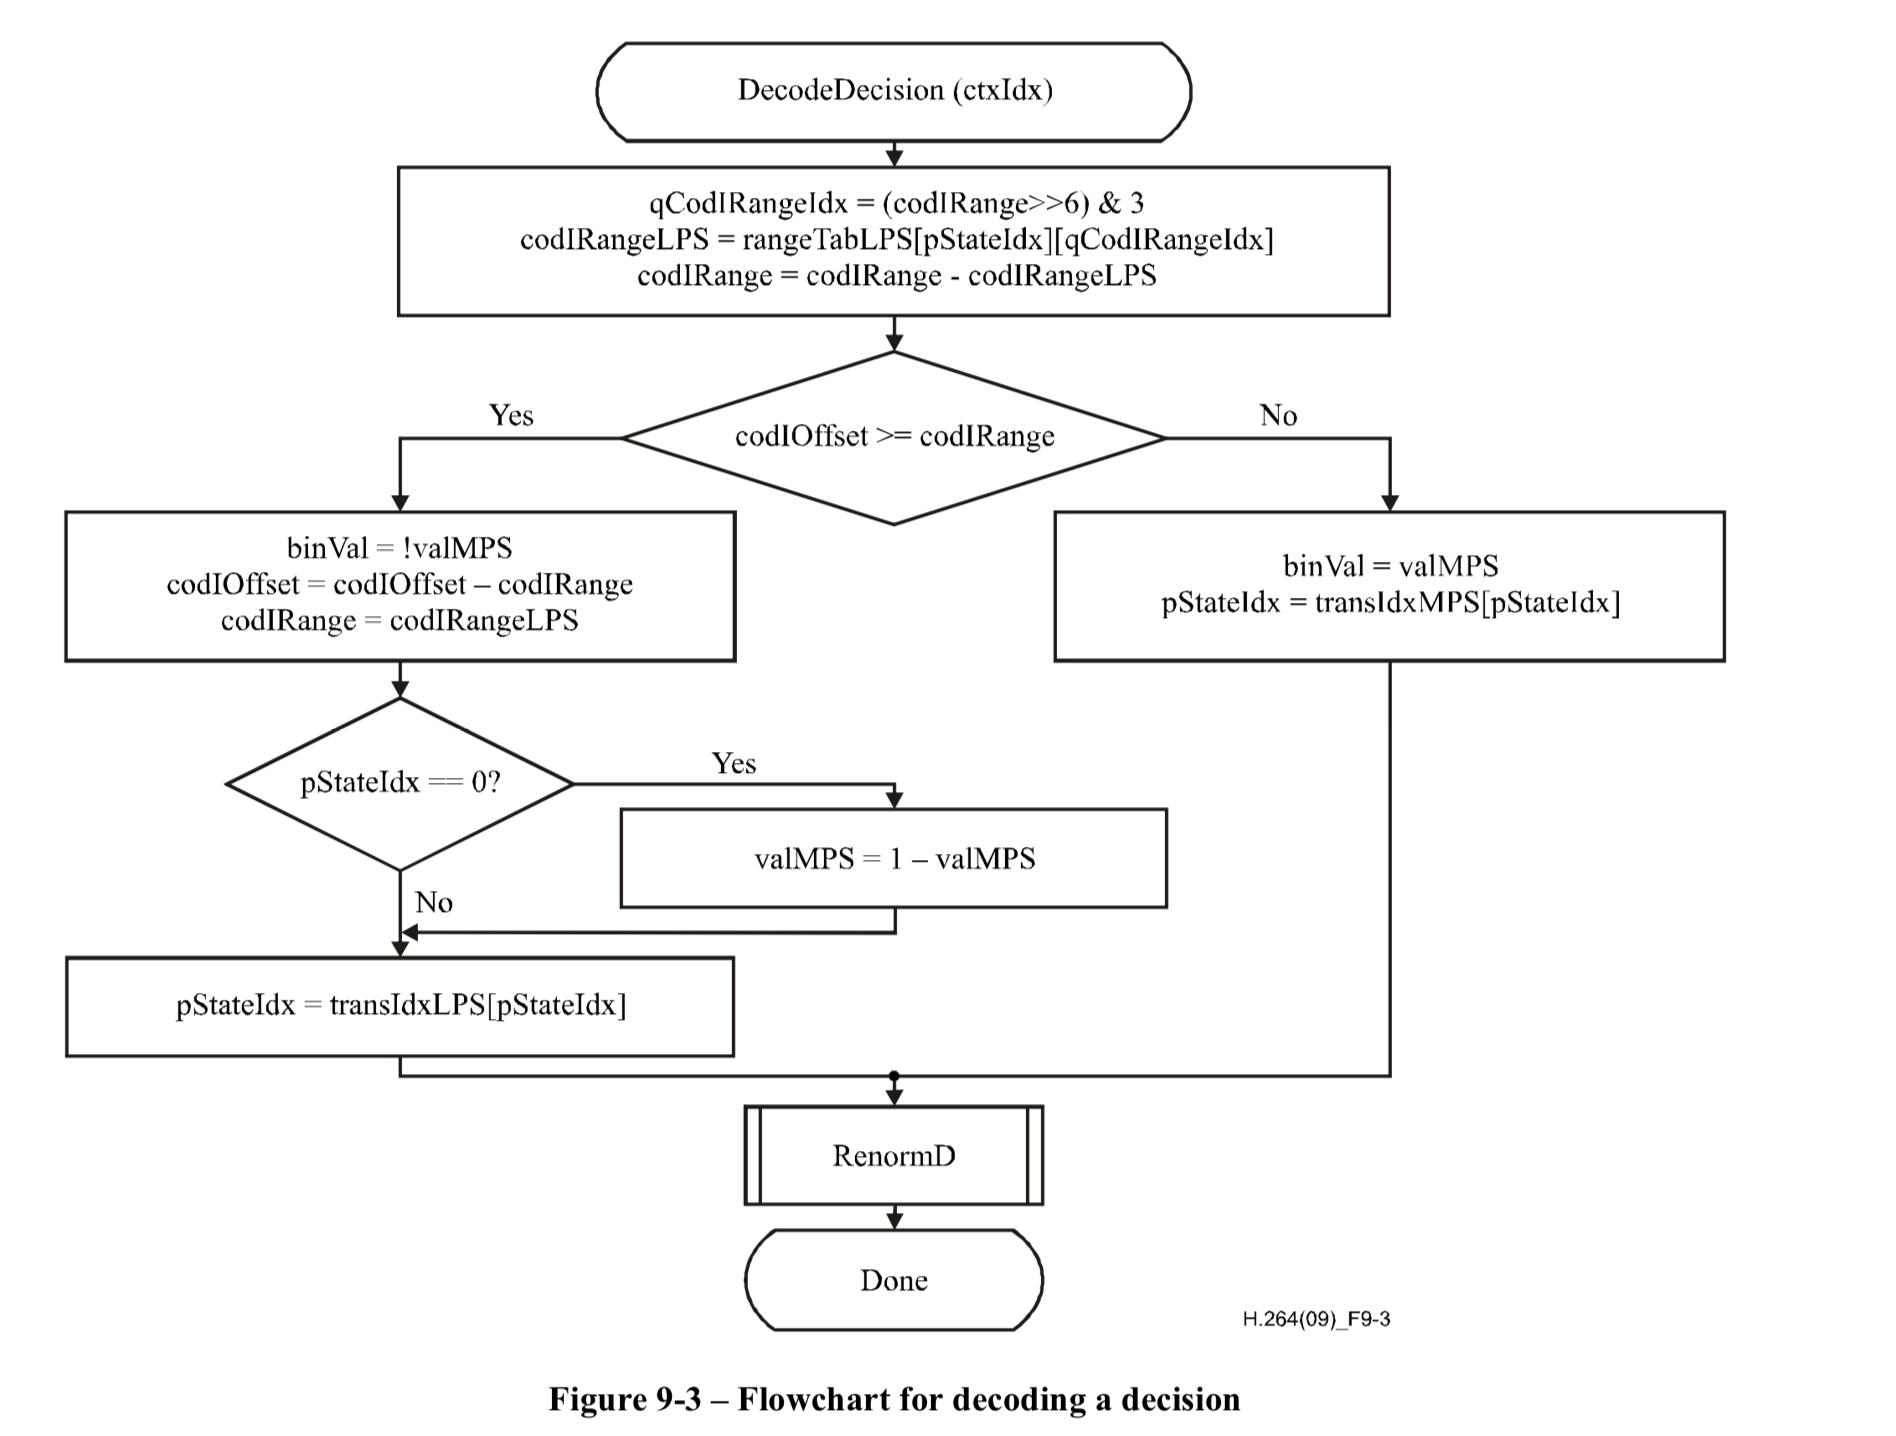 DecodeDecision (ctxIdx)
qCodIRangeIdx = (codIRange>>6) & 3
codIRangeLPS = rangeTabLPS[pStateIdx][qCodIRangeIdx]
codIRange = codIRange - codIRangeLPS
codIOffset >= codIRange
Yes
No
binVal = !valMPS
codIOffset = codIOffset – codIRange
codIRange = codIRangeLPS
binVal = valMPS
pStateIdx = transIdxMPS[pStateIdx]
pStateIdx == 0?
Yes
valMPS = 1 – valMPS
No
pStateIdx = transIdxLPS[pStateIdx]
RenormD
Done
H.264(09)_F9-3
Figure 9-3 – Flowchart for decoding a decision